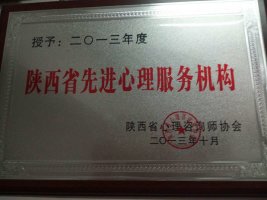 授予：二〇一三年度
陕西省先进心理服务机构
陕西省心理咨询师协会
二〇一三年十月